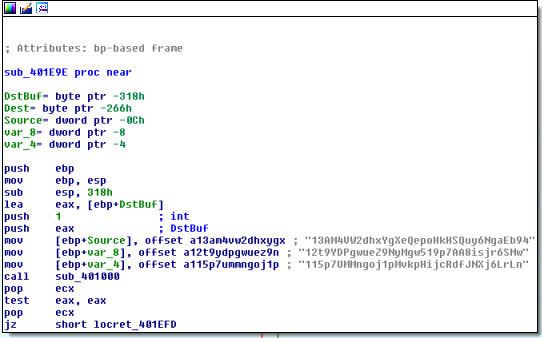 ; Attributes: bp-based frame
sub_401E9E proc near
DstBuf= byte ptr -318h
Dest= byte ptr -266h
Source= dword ptr -0Ch
var_8= dword ptr -8
var_4= dword ptr -4
push ebp
mov ebp, esp
sub esp, 318h
lea eax, [ebp+DstBuf]
push 1 ; int
push eax ; DstBuf
mov [ebp+Source], offset a13am4vw2dhxygx ; "13AM4VW2dhxYgXeQepoHkHSQuy6NgaEb94"
mov [ebp+var_8], offset a12t9ydpgwuez9n ; "12t9YDPgwueZ9NyMgw519p7AA8isjr6SMw"
mov [ebp+var_4], offset a115p7ummngoj1p ; "115p7UMMngoj1pMvkpHijcRdfJNXj6LrLn"
call sub_401000
pop ecx
test eax, eax
pop ecx
jz short locret_401EFD